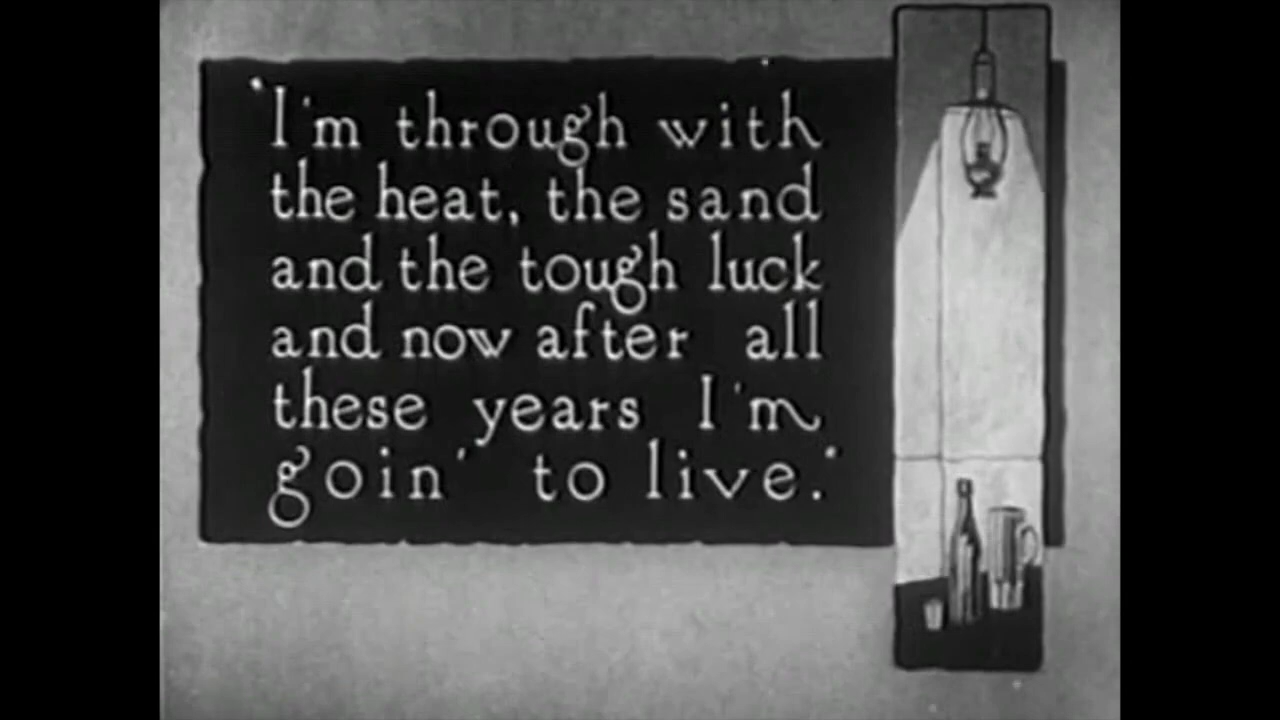 "I'm through with
the heat, the sand
and the tough luck
and now after all
these years I'm
goin' to live."